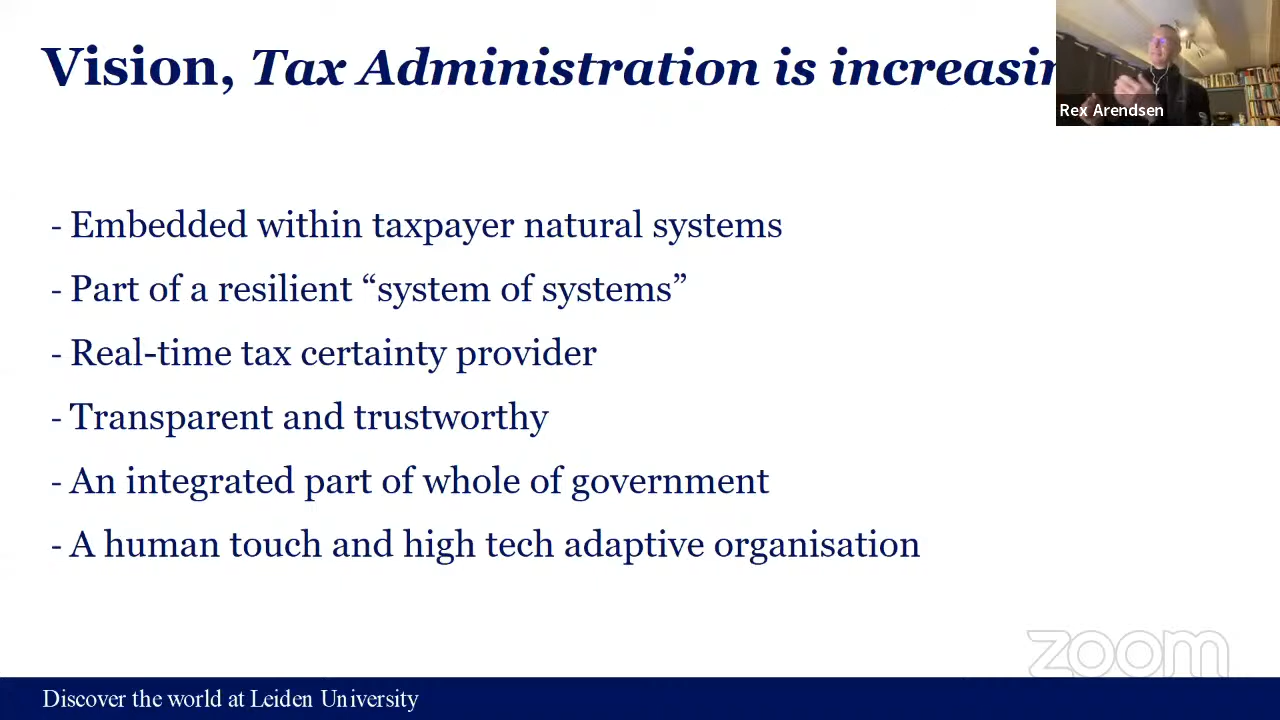 Vision, Tax Administration is increasin
Rex Arendsen
- Embedded within taxpayer natural systems
- Part of a resilient “system of systems”
- Real-time tax certainty provider
- Transparent and trustworthy
- An integrated part of whole of government
- A human touch and high tech adaptive organisation
zoom
Discover the world at Leiden University